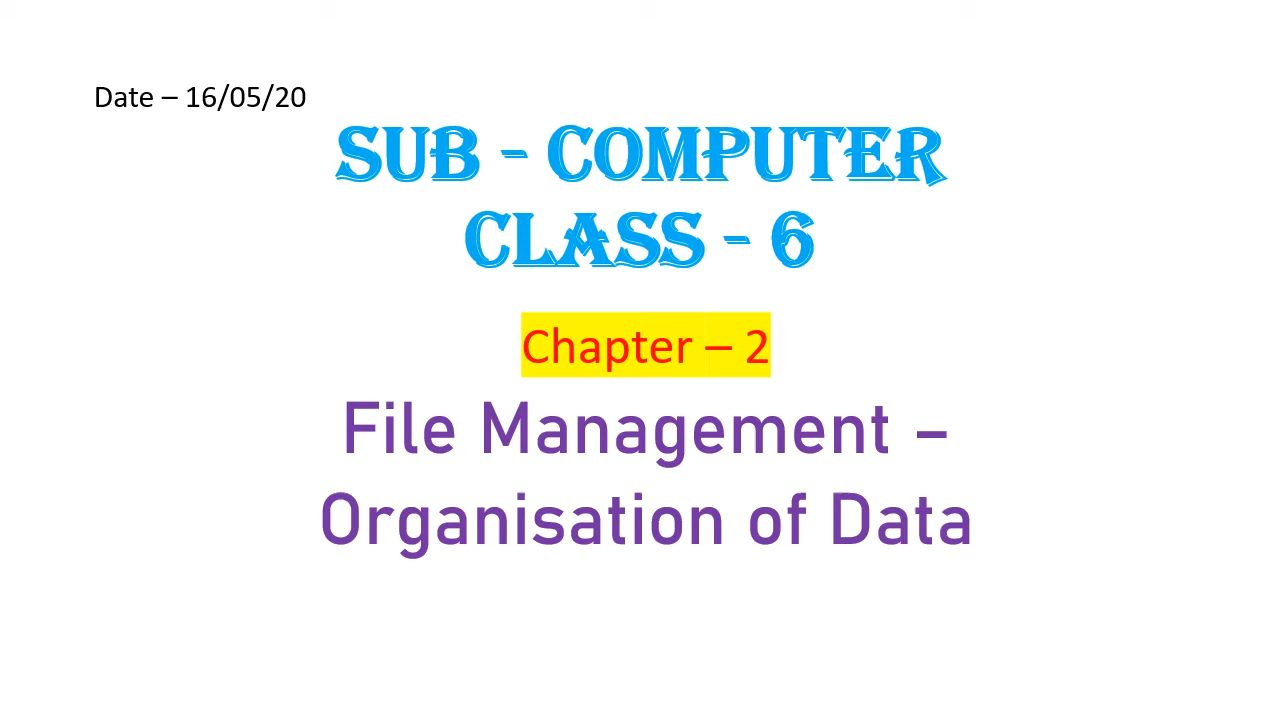 Date – 16/05/20
SUB - COMPUTER
CLASS - 6
Chapter – 2
File Management –
Organisation of Data